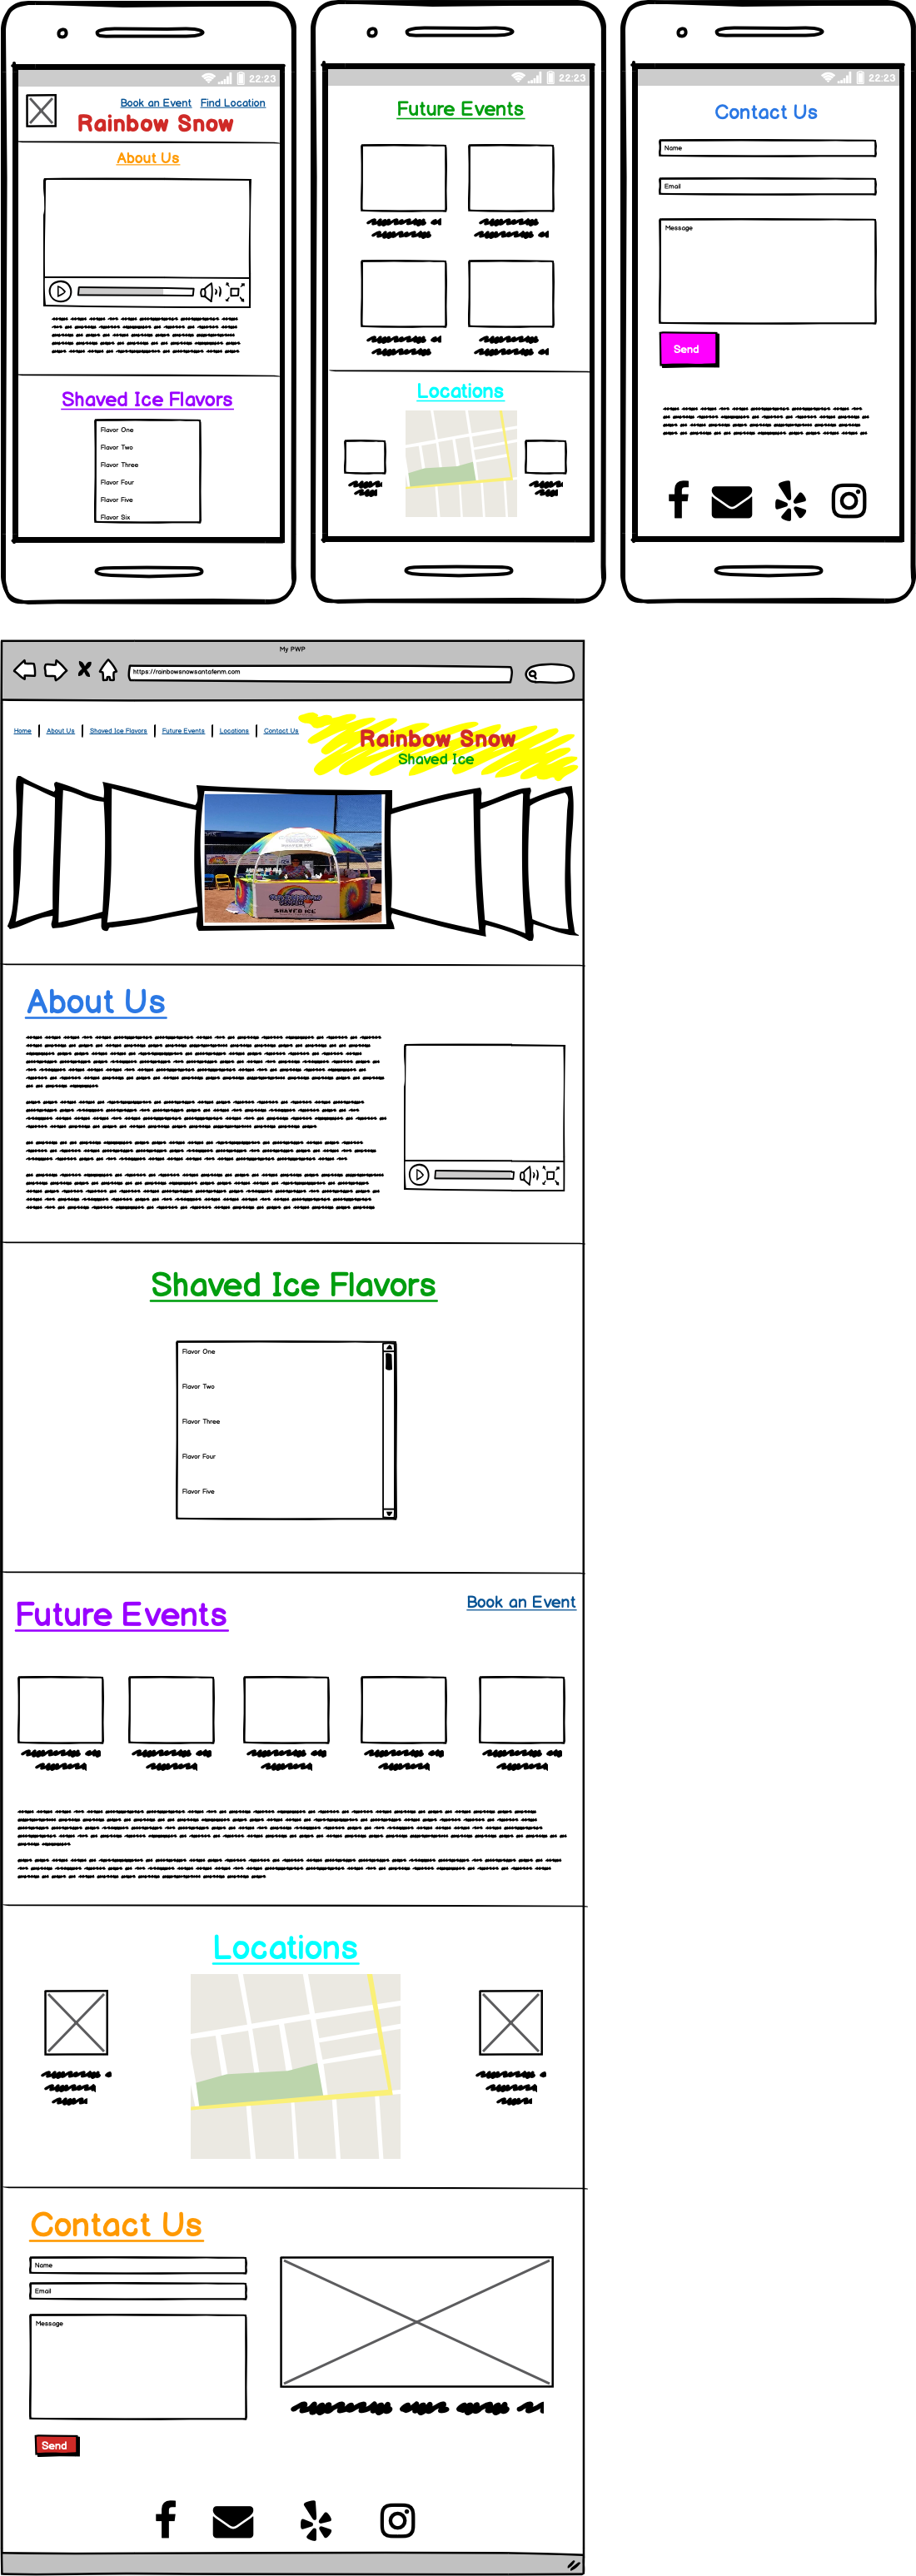 22:23
Book an Event Find Location
Rainbow Snow
About Us
Shaved Ice Flavors
Flavor One
Flavor Two
Flavor Three
Flavor Four
Flavor Five
Flavor Six
22:23
Future Events
Locations
22:23
Contact Us
Name
Email
Message
Send
My PWP
https://rainbowsnowsantafenm.com
Home About Us Shaved Ice Flavors Future Events Locations Contact Us
Rainbow Snow
Shaved Ice
SHAVED ICE
About Us
Shaved Ice Flavors
Flavor One
Flavor Two
Flavor Three
Flavor Four
Flavor Five
Future Events
Book an Event
Locations
Contact Us
Name
Email
Message
Send